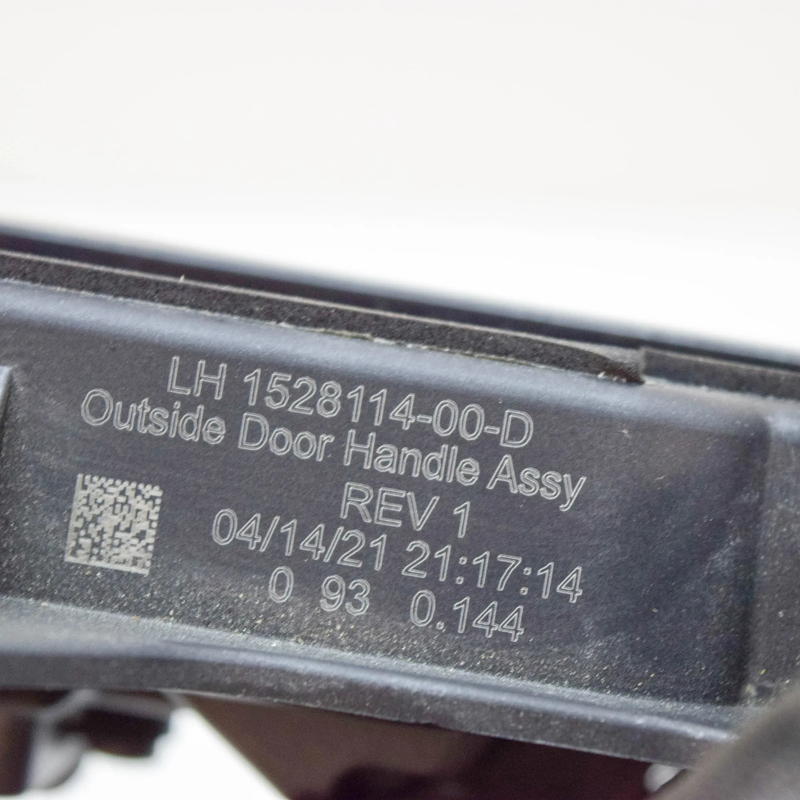 LH 1528114-00-D
Outside Door Handle Assy
REV 1
04/14/21 21:17:14
0 93 0.144